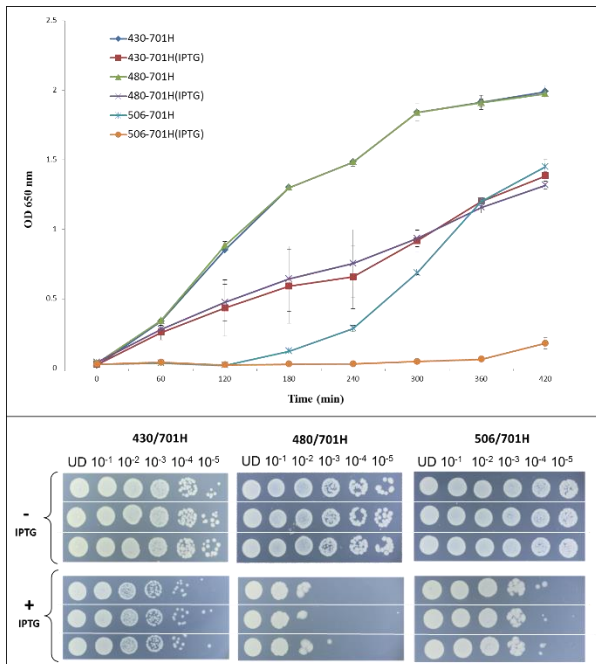 2.5
430-701H
430-701H(IPTG)
480-701H
480-701H(IPTG)
506-701H
506-701H(IPTG)
2
1.5
1
0.5
0
OD 650 nm
0 60 120 180 240 300 360 420
Time (min)
430/701H 480/701H 506/701H
UD 10⁻¹ 10⁻² 10⁻³ 10⁻⁴ 10⁻⁵ UD 10⁻¹ 10⁻² 10⁻³ 10⁻⁴ 10⁻⁵ UD 10⁻¹ 10⁻² 10⁻³ 10⁻⁴ 10⁻⁵
-
IPTG
+
IPTG